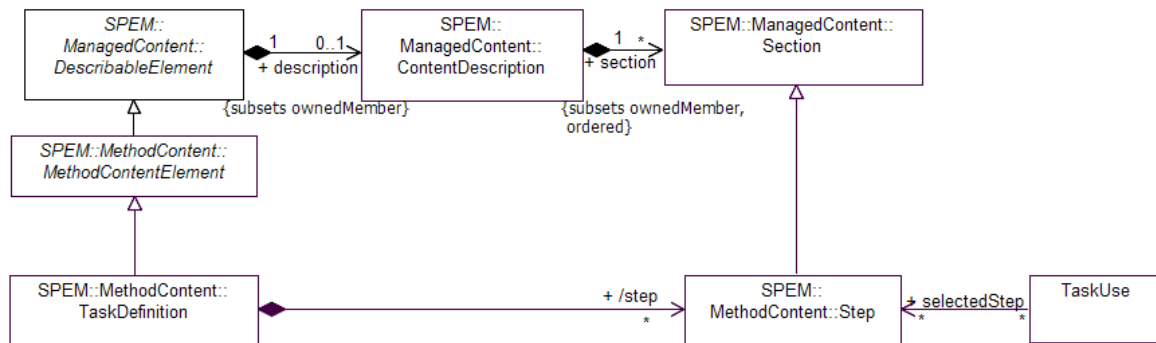 SPEM::
ManagedContent::
DescribableElement
1
0..1
+ description
{subsets ownedMember}
SPEM::
ManagedContent::
ContentDescription
1
*
+ section
{subsets ownedMember,
ordered}
SPEM::ManagedContent::
Section
SPEM::MethodContent::
MethodContentElement
SPEM::MethodContent::
TaskDefinition
+ /step
*
SPEM::
MethodContent::Step
+ selectedStep
*
*
TaskUse